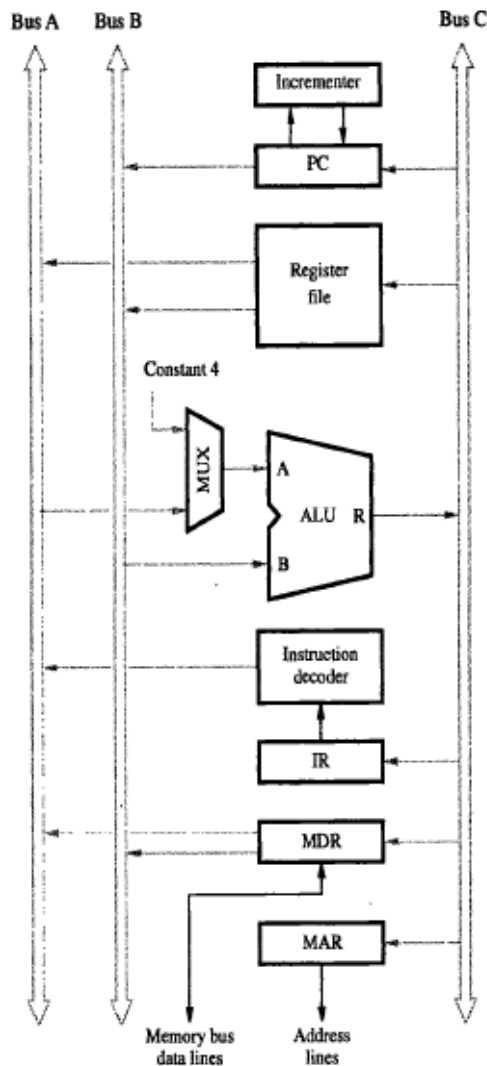 Bus A
Bus B
Bus C
Incrementer
PC
Register
file
Constant 4
MUX
A
ALU
R
B
Instruction
decoder
IR
MDR
MAR
Memory bus
data lines
Address
lines